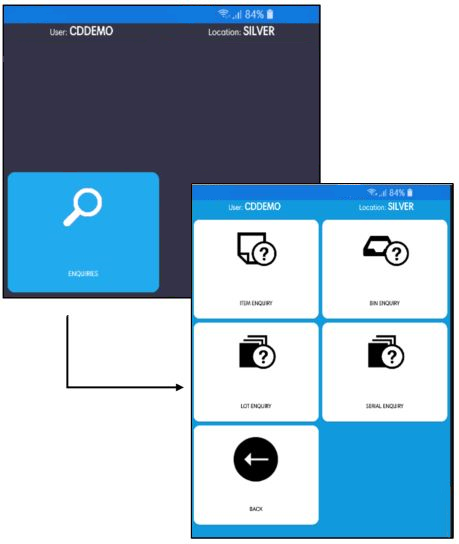 84%
User: CDDEMO Location: SILVER
ENQUIRIES
84%
User: CDDEMO Location: SILVER
ITEM ENQUIRY BIN ENQUIRY
LOT ENQUIRY SERIAL ENQUIRY
BACK